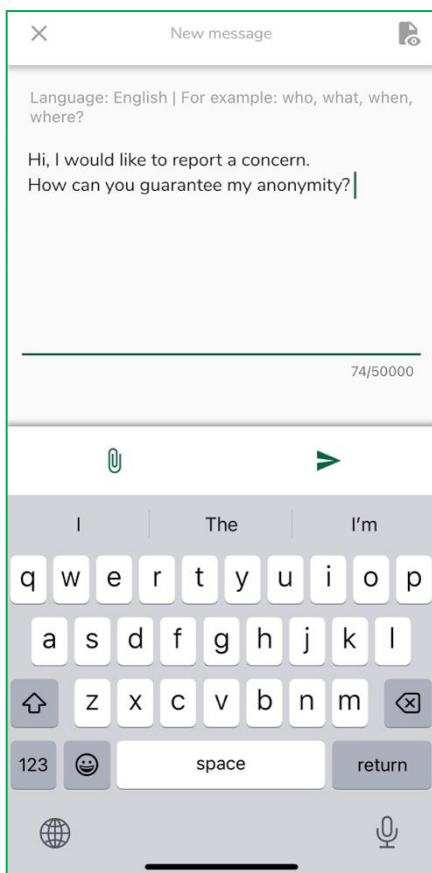 New message
Language: English | For example: who, what, when,
where?
Hi, I would like to report a concern.
How can you guarantee my anonymity?
74/50000
I The I'm
q w e r t y u i o p
a s d f g h j k l
z x c v b n m
123 space return